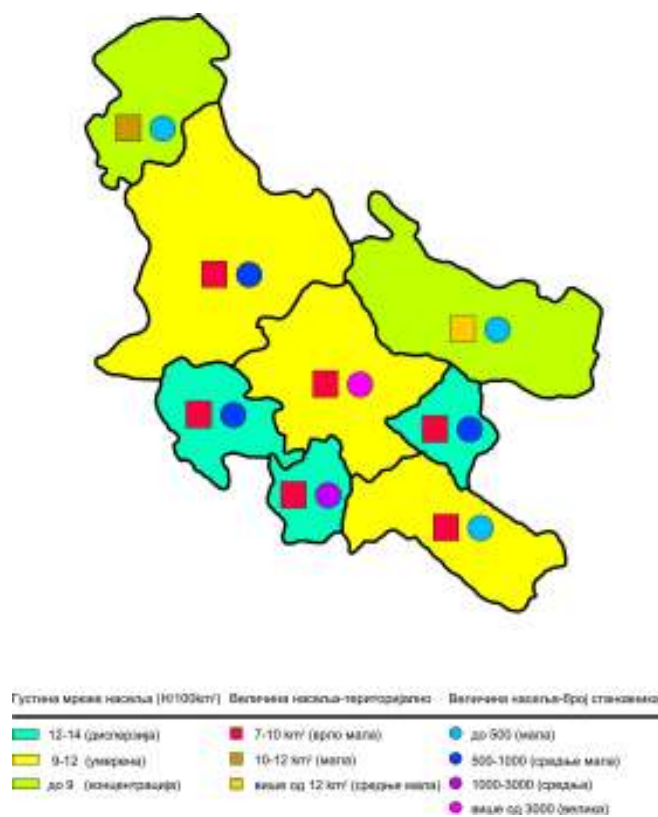 Густина мреже насеља (Н/100km²) Величина насеља-територијално Величина насеља-број становника
12-14 (дисперзија) 7-10 km² (врло мала) до 500 (мала)
9-12 (умерена) 10-12 km² (мала) 500-1000 (средње мала)
до 9 (концентрација) више од 12 km² (средње мала) 1000-3000 (средња)
више од 3000 (велика)